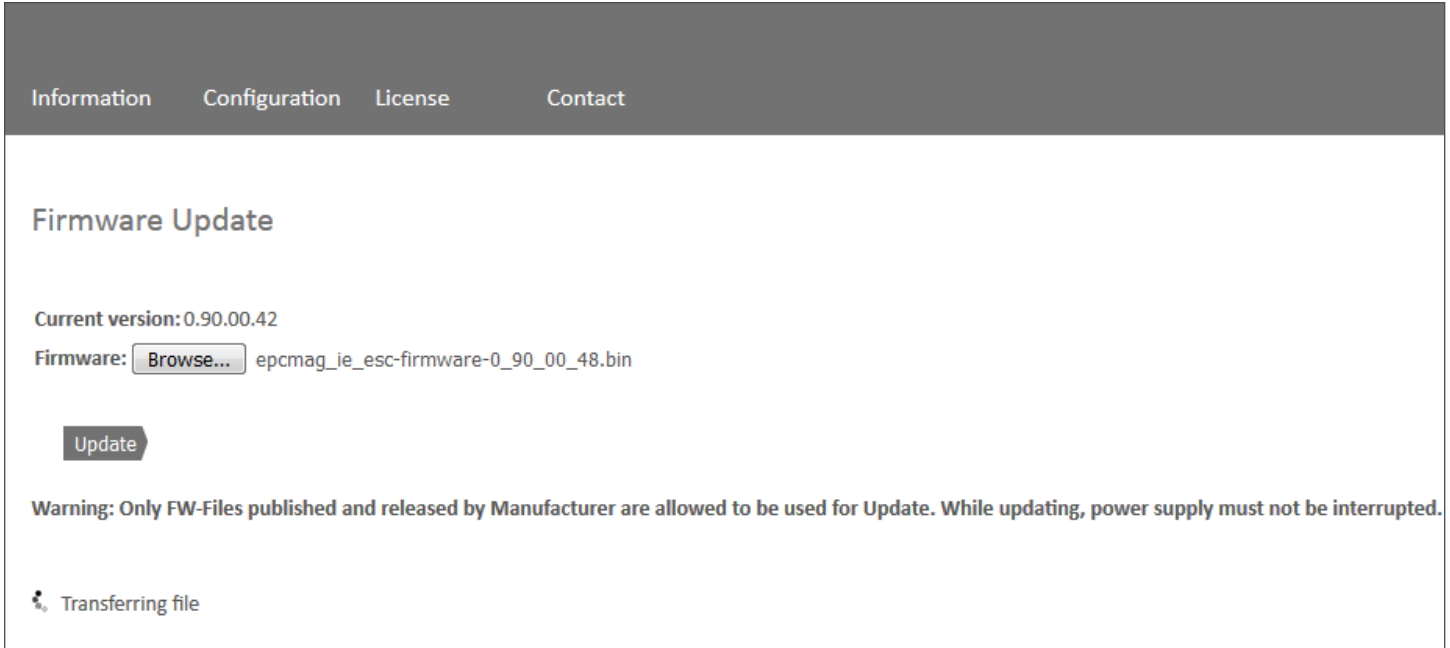 Information Configuration License Contact
Firmware Update
Current version: 0.90.00.42
Firmware: Browse... epcmag_ie_esc-firmware-0_90_00_48.bin
Update
Warning: Only FW-Files published and released by Manufacturer are allowed to be used for Update. While updating, power supply must not be interrupted.
Transferring file